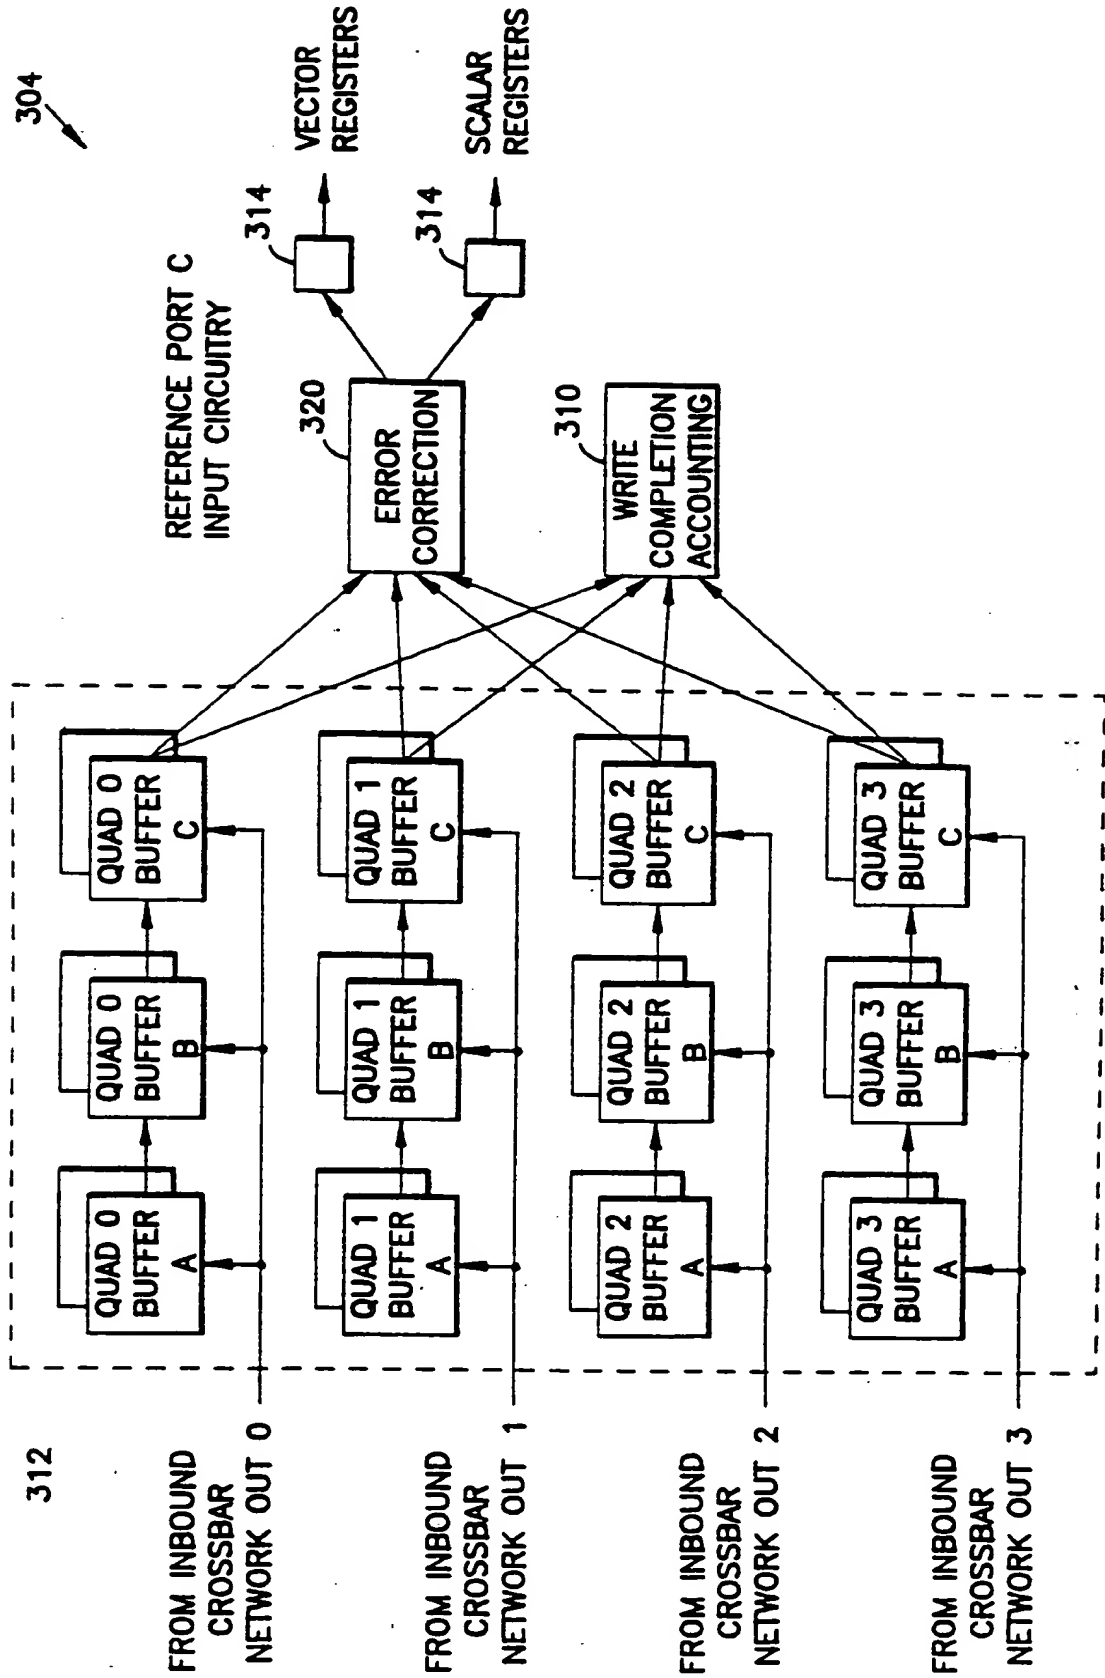 304
REFERENCE PORT C
INPUT CIRCUITRY
312
FROM INBOUND
CROSSBAR
NETWORK OUT 0
QUAD 0
BUFFER
A
QUAD 0
BUFFER
B
QUAD 0
BUFFER
C
FROM INBOUND
CROSSBAR
NETWORK OUT 1
QUAD 1
BUFFER
A
QUAD 1
BUFFER
B
QUAD 1
BUFFER
C
FROM INBOUND
CROSSBAR
NETWORK OUT 2
QUAD 2
BUFFER
A
QUAD 2
BUFFER
B
QUAD 2
BUFFER
C
FROM INBOUND
CROSSBAR
NETWORK OUT 3
QUAD 3
BUFFER
A
QUAD 3
BUFFER
B
QUAD 3
BUFFER
C
320
ERROR
CORRECTION
310
WRITE
COMPLETION
ACCOUNTING
314
VECTOR
REGISTERS
314
SCALAR
REGISTERS